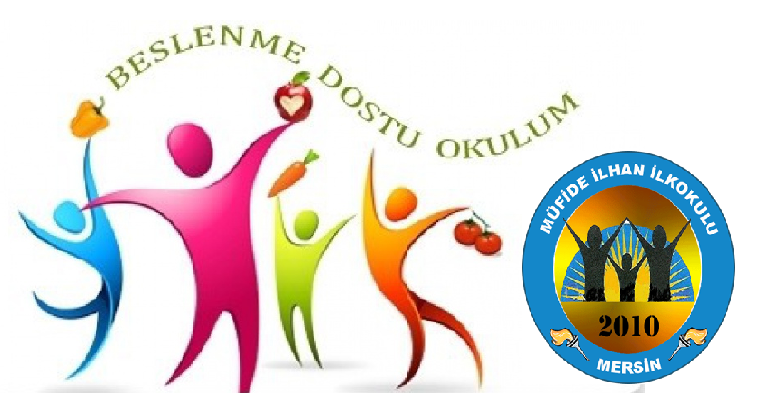 BESLENME DOSTU OKULUM
MÜFİDE İLHAN İLKOKULU
2010
MERSİN